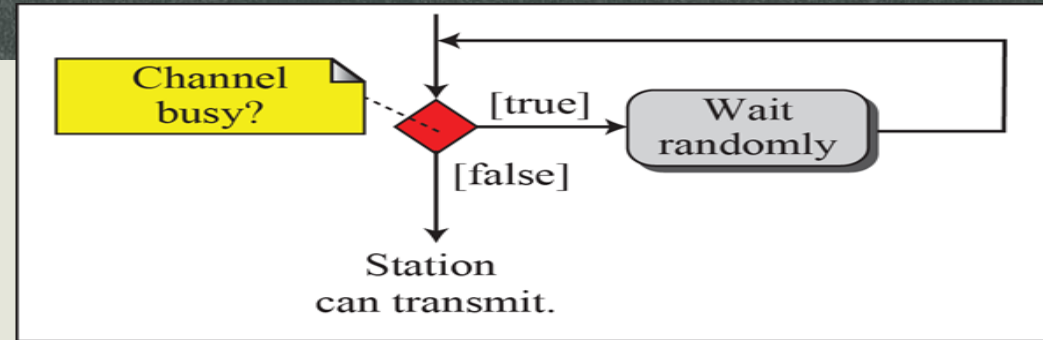 Channel
busy?
[true]
Wait
randomly
[false]
Station
can transmit.